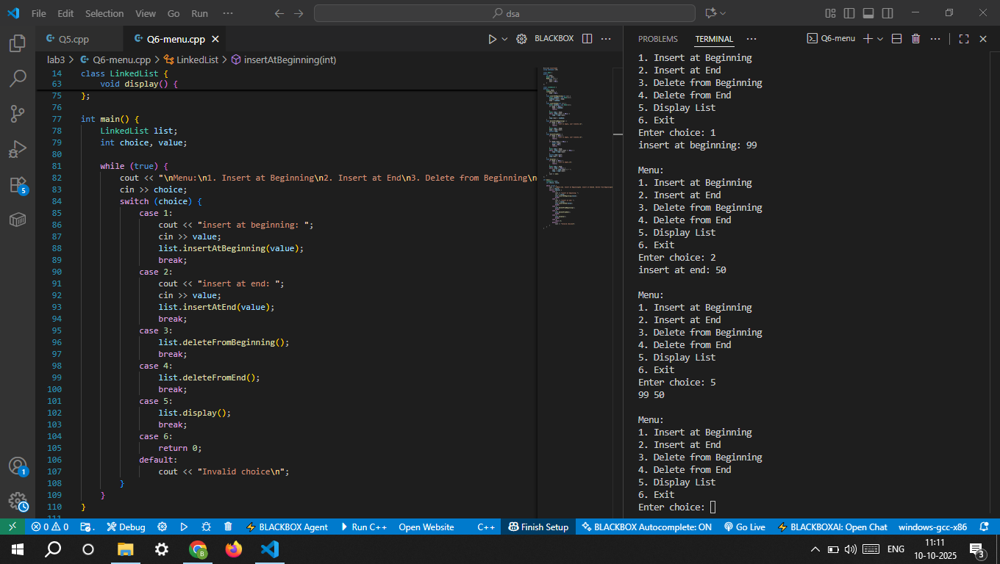 File Edit Selection View Go Run ··· dsa
Q5.cpp Q6-menu.cpp BLACKBOX ···
lab3 > Q6-menu.cpp > LinkedList > insertAtBeginning(int)
14 class LinkedList {
63 void display() {
75 };
76
77 int main() {
78 LinkedList list;
79 int choice, value;
80
81 while (true) {
82 cout << "\nMenu:\n1. Insert at Beginning\n2. Insert at End\n3. Delete from Beginning\n
83 cin >> choice;
84 switch (choice) {
85 case 1:
86 cout << "insert at beginning: ";
87 cin >> value;
88 list.insertAtBeginning(value);
89 break;
90 case 2:
91 cout << "insert at end: ";
92 cin >> value;
93 list.insertAtEnd(value);
94 break;
95 case 3:
96 list.deleteFromBeginning();
97 break;
98 case 4:
99 list.deleteFromEnd();
100 break;
101 case 5:
102 list.display();
103 break;
104 case 6:
105 return 0;
106 default:
107 cout << "Invalid choice\n";
108 }
109 }
110 }
111
PROBLEMS TERMINAL ··· Q6-menu ···
1. Insert at Beginning
2. Insert at End
3. Delete from Beginning
4. Delete from End
5. Display List
6. Exit
Enter choice: 1
insert at beginning: 99
Menu:
1. Insert at Beginning
2. Insert at End
3. Delete from Beginning
4. Delete from End
5. Display List
6. Exit
Enter choice: 2
insert at end: 50
Menu:
1. Insert at Beginning
2. Insert at End
3. Delete from Beginning
4. Delete from End
5. Display List
6. Exit
Enter choice: 5
99 50
Menu:
1. Insert at Beginning
2. Insert at End
3. Delete from Beginning
4. Delete from End
5. Display List
6. Exit
Enter choice:
5
1
0 0 . Debug BLACKBOX Agent Run C++ Open Website C++ Finish Setup BLACKBOX Autocomplete: ON Go Live BLACKBOXAI: Open Chat windows-gcc-x86
ENG 11:11
10-10-2025
3